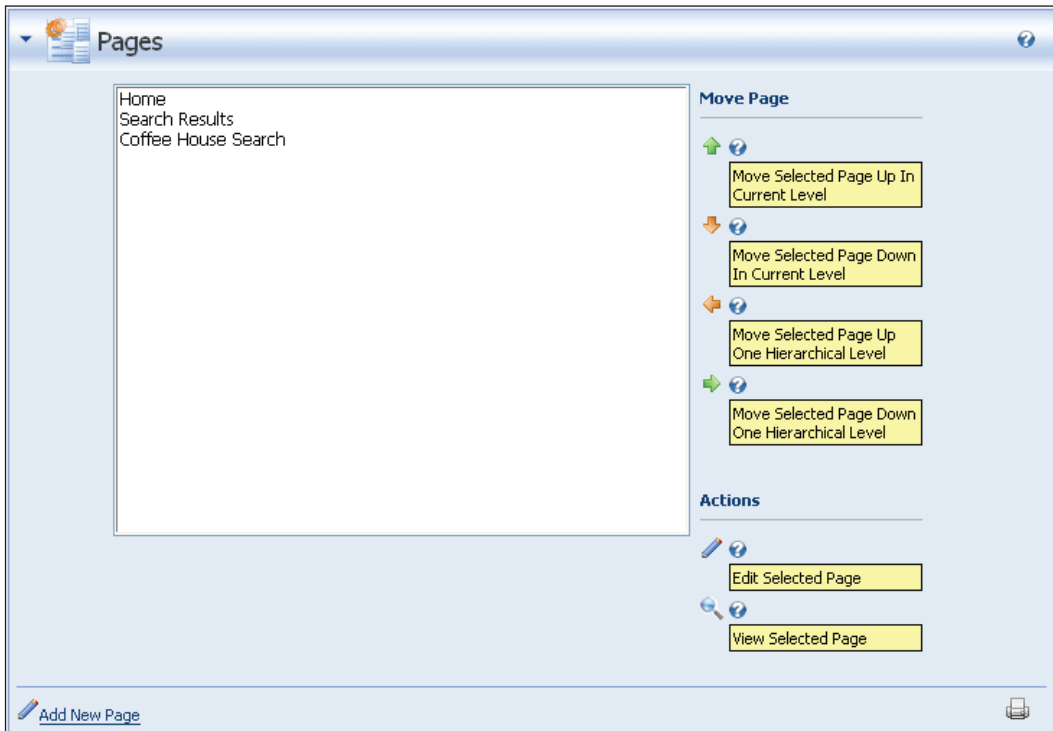 Pages
Home
Search Results
Coffee House Search
Move Page
Move Selected Page Up In
Current Level
Move Selected Page Down
In Current Level
Move Selected Page Up
One Hierarchical Level
Move Selected Page Down
One Hierarchical Level
Actions
Edit Selected Page
View Selected Page
Add New Page